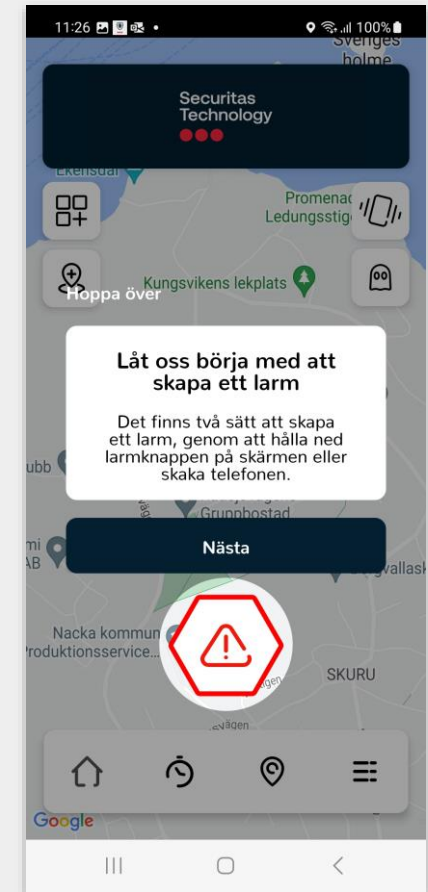 11:26
100%
Sveriges
holme
Securitas
Technology
Ekensdal
Promenad
Ledungsstig
Kungsvikens lekplats
Hoppa över
Låt oss börja med att
skapa ett larm
Det finns två sätt att skapa
ett larm, genom att hålla ned
larmknappen på skärmen eller
skaka telefonen.
ubb
Gruppbostad
Nästa
mi
AB
Nacka kommun
Produktionsservice...
SKURU
Google